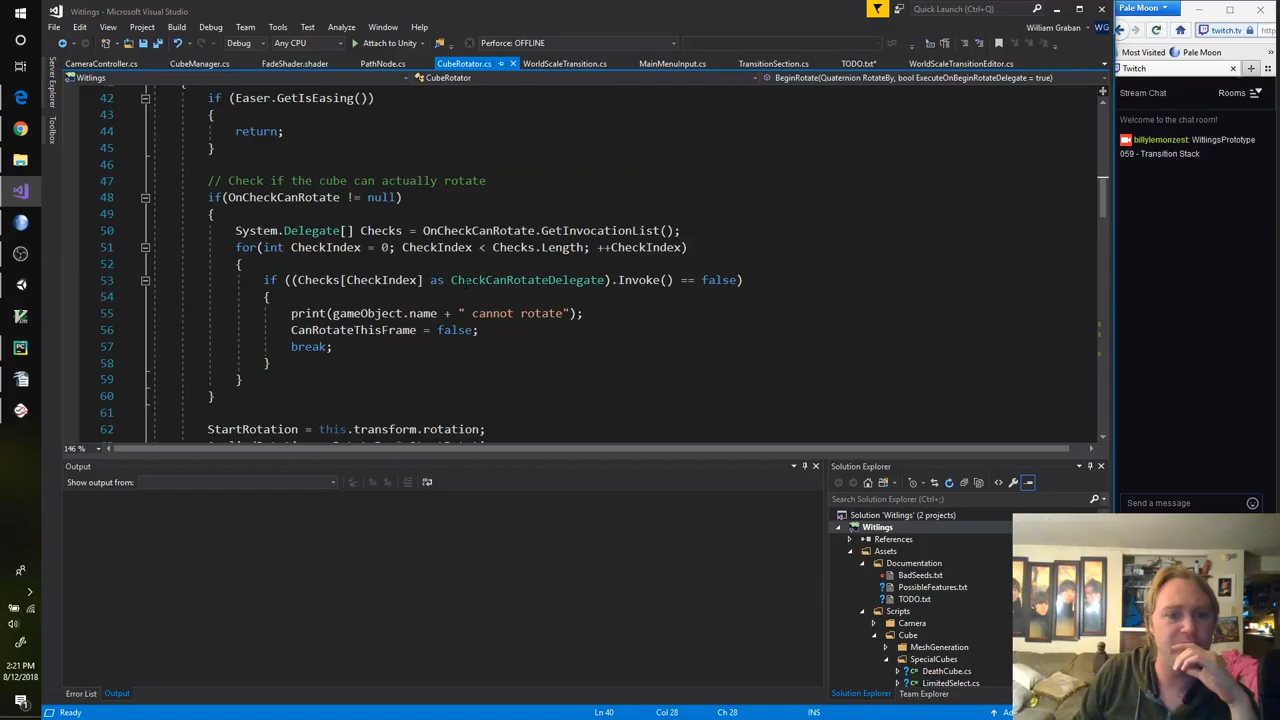 Witlings - Microsoft Visual Studio
Quick Launch (Ctrl+Q)
File Edit View Project Build Debug Team Tools Test Analyze Window Help
William Graban WG
Debug Any CPU Attach to Unity Perforce: OFFLINE
CameraController.cs CubeManager.cs FadeShader.shader PathNode.cs CubeRotator.cs WorldScaleTransition.cs MainMenuInput.cs TransitionSection.cs TODO.txt* WorldScaleTransitionEditor.cs
Witlings CubeRotator BeginRotate(Quaternion RotateBy, bool ExecuteOnBeginRotateDelegate = true)
Server Explorer
Toolbox
42 if (Easer.GetIsEasing())
43 {
44 return;
45 }
46
47 // Check if the cube can actually rotate
48 if(OnCheckCanRotate != null)
49 {
50 System.Delegate[] Checks = OnCheckCanRotate.GetInvocationList();
51 for(int CheckIndex = 0; CheckIndex < Checks.Length; ++CheckIndex)
52 {
53 if ((Checks[CheckIndex] as CheckCanRotateDelegate).Invoke() == false)
54 {
55 print(gameObject.name + " cannot rotate");
56 CanRotateThisFrame = false;
57 break;
58 }
59 }
60 }
61
62 StartRotation = this.transform.rotation;
146 %
Output
Show output from:
Error List Output
Solution Explorer
Search Solution Explorer (Ctrl+;)
Solution 'Witlings' (2 projects)
Witlings
References
Assets
Documentation
BadSeeds.txt
PossibleFeatures.txt
TODO.txt
Scripts
Camera
Cube
MeshGeneration
SpecialCubes
DeathCube.cs
LimitedSelect.cs
Solution Explorer Team Explorer
Ready Ln 40 Col 28 Ch 28 INS
2:21 PM
8/12/2018
Pale Moon
twitch.tv
Most Visited Pale Moon
Twitch
Stream Chat Rooms
Welcome to the chat room!
billylemonzest: WitlingsPrototype
059 - Transition Stack
Send a message